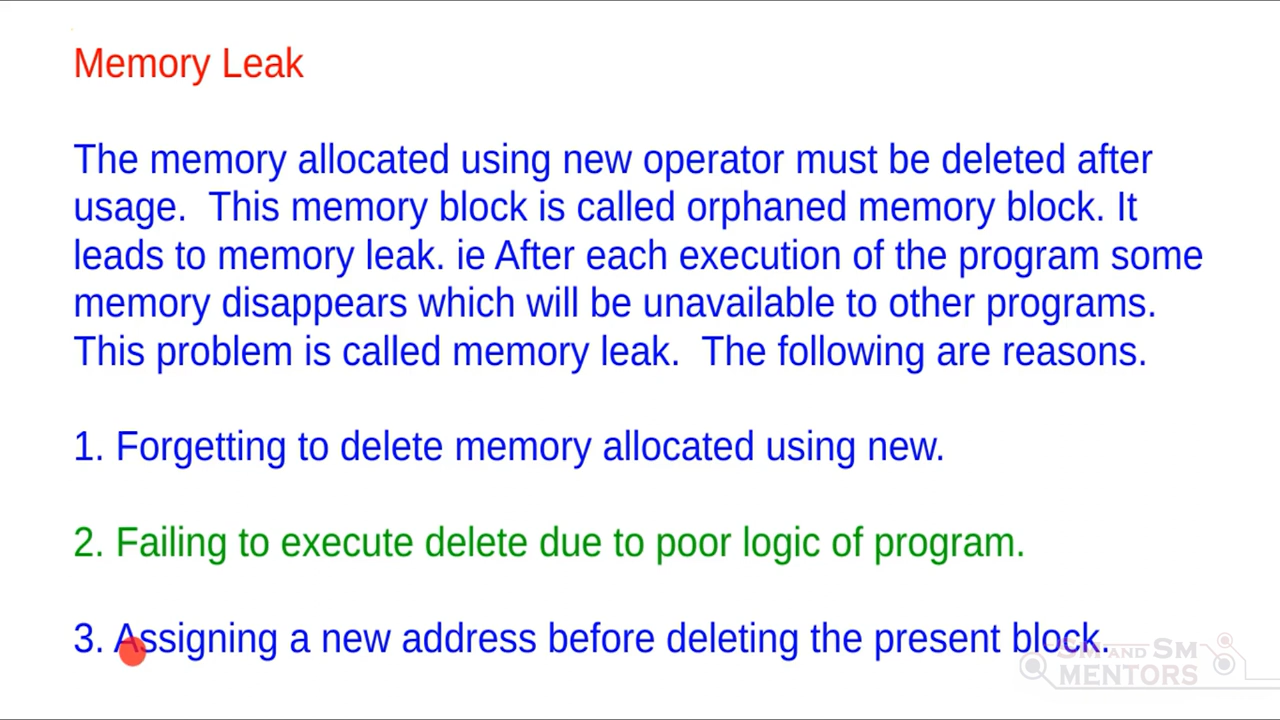 Memory Leak
The memory allocated using new operator must be deleted after
usage.  This memory block is called orphaned memory block. It
leads to memory leak. ie After each execution of the program some
memory disappears which will be unavailable to other programs.
This problem is called memory leak.  The following are reasons.
1. Forgetting to delete memory allocated using new.
2. Failing to execute delete due to poor logic of program.
3. Assigning a new address before deleting the present block.
SM AND SM
MENTORS